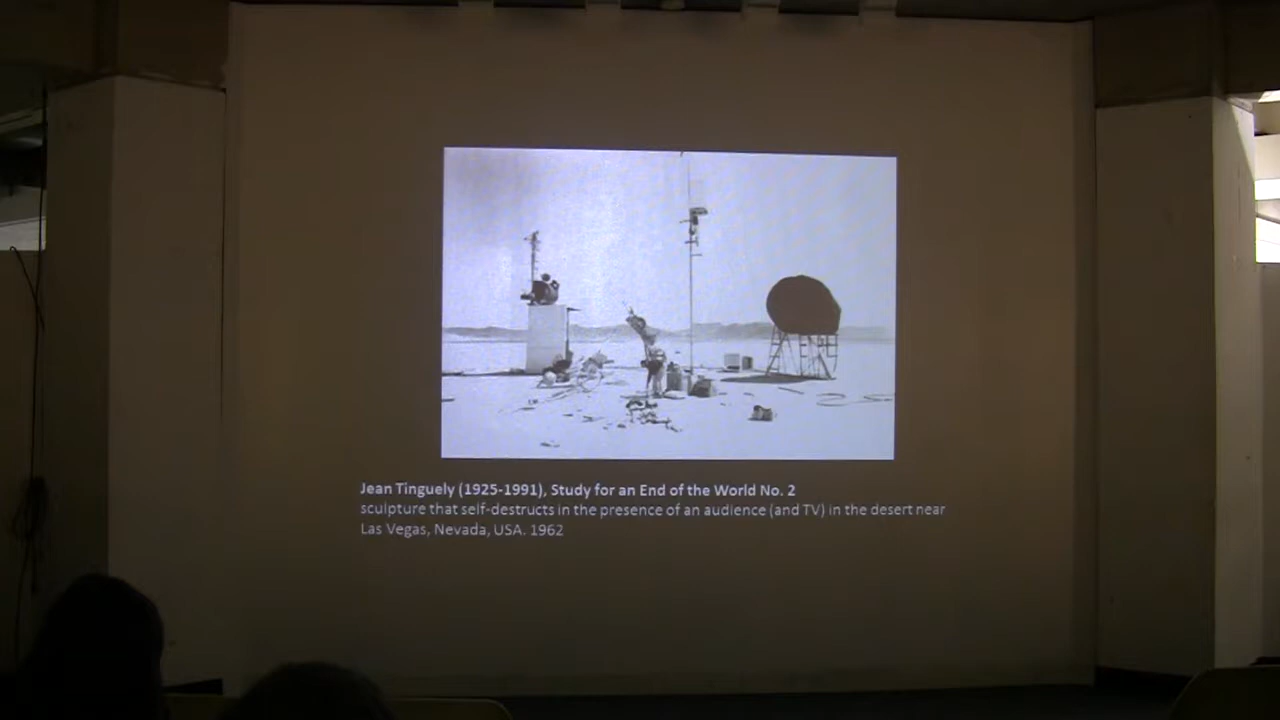 Jean Tinguely (1925-1991), Study for an End of the World No. 2
sculpture that self-destructs in the presence of an audience (and TV) in the desert near
Las Vegas, Nevada, USA. 1962